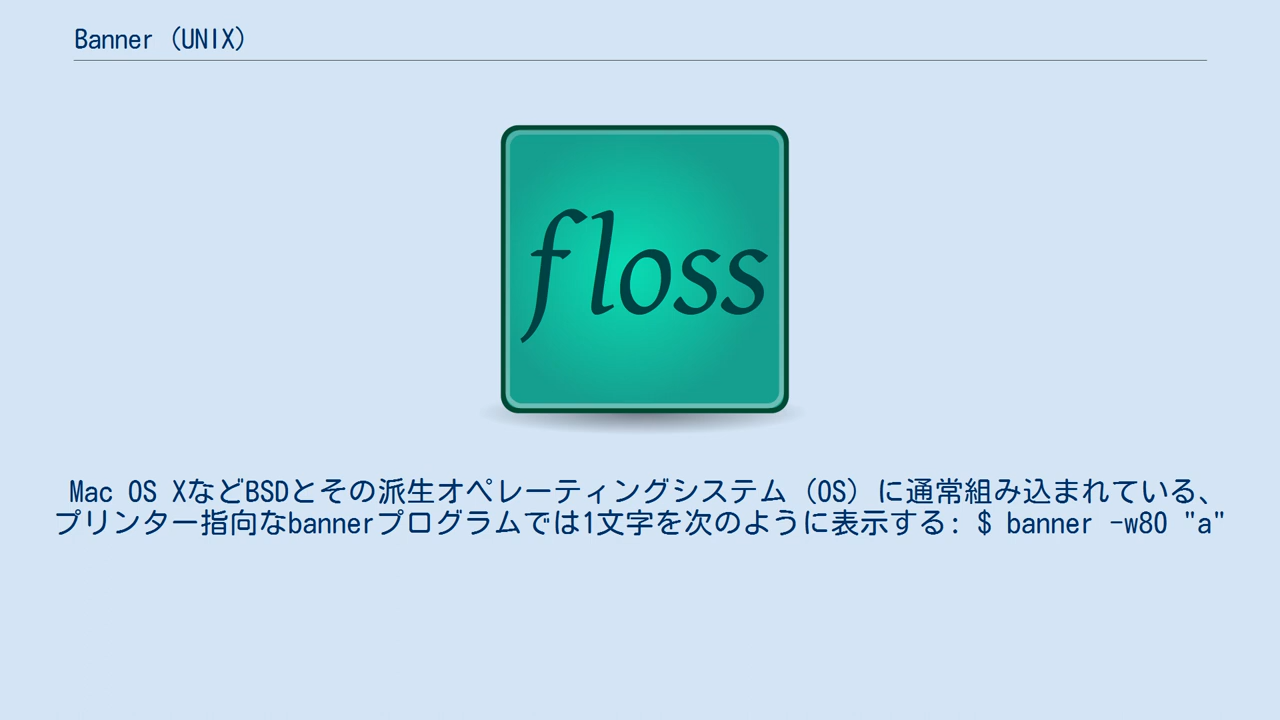 Banner (UNIX)
floss
Mac OS XなどBSDとその派生オペレーティングシステム (OS) に通常組み込まれている、
プリンター指向なbannerプログラムでは1文字を次のように表示する: $ banner -w80 "a"